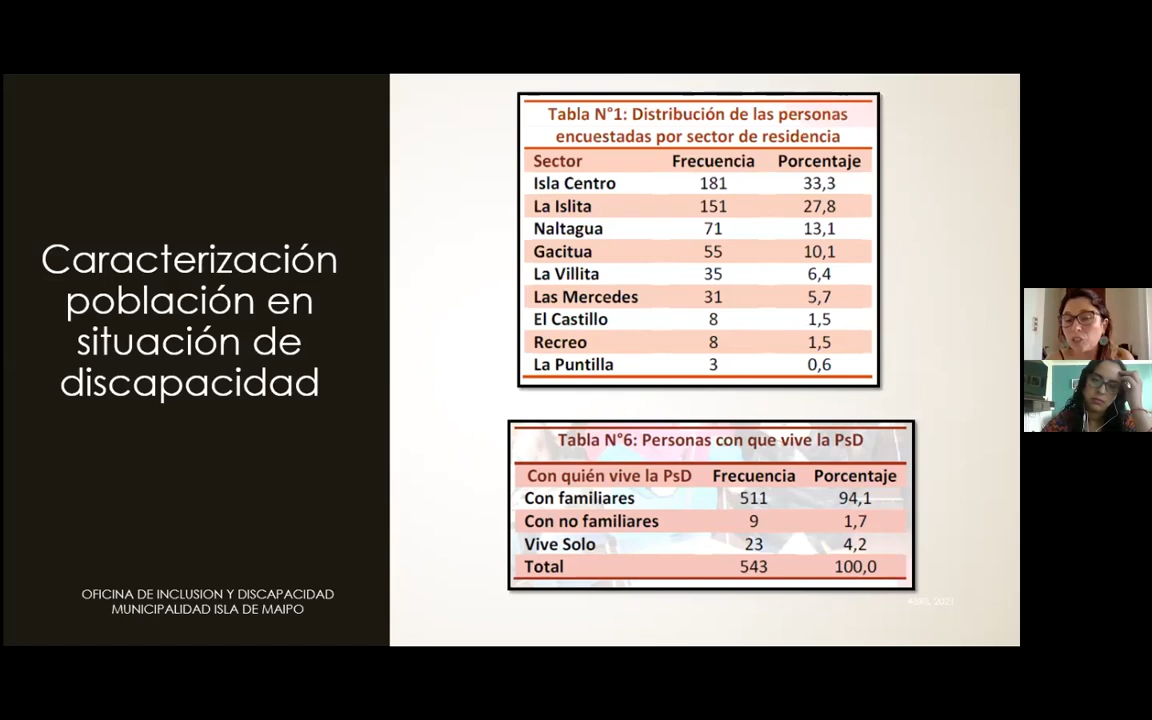 Caracterización
población en
situación de
discapacidad
OFICINA DE INCLUSION Y DISCAPACIDAD
MUNICIPALIDAD ISLA DE MAIPO
Tabla N°1: Distribución de las personas
encuestadas por sector de residencia
Sector Frecuencia Porcentaje
Isla Centro 181 33,3
La Islita 151 27,8
Naltagua 71 13,1
Gacitua 55 10,1
La Villita 35 6,4
Las Mercedes 31 5,7
El Castillo 8 1,5
Recreo 8 1,5
La Puntilla 3 0,6
Tabla N°6: Personas con que vive la PsD
Con quién vive la PsD Frecuencia Porcentaje
Con familiares 511 94,1
Con no familiares 9 1,7
Vive Solo 23 4,2
Total 543 100,0